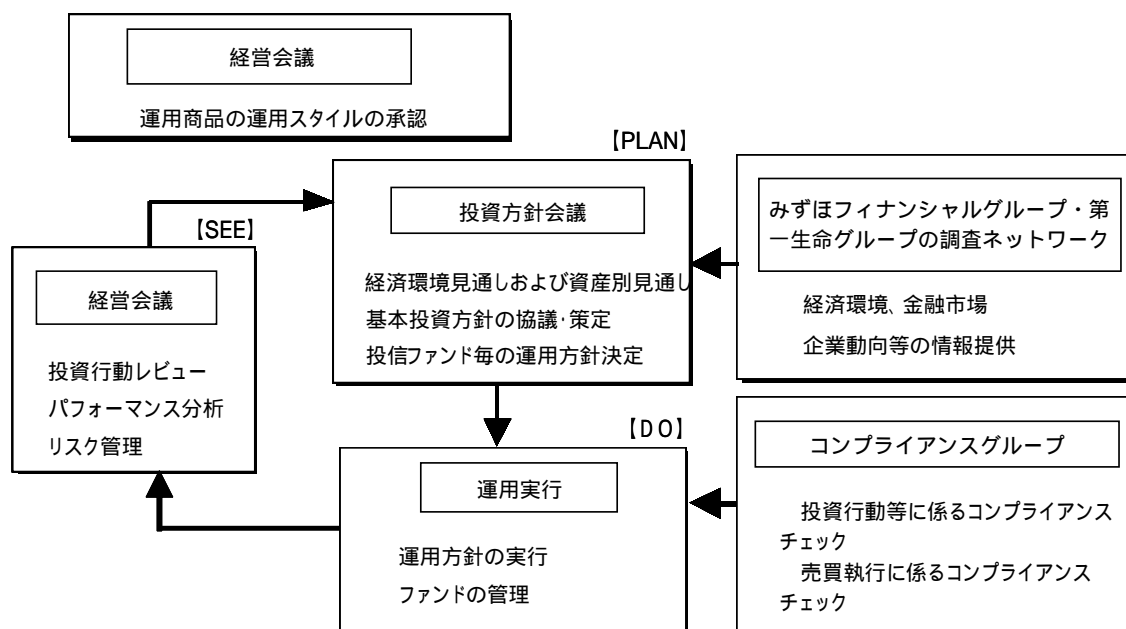 経営会議
運用商品の運用スタイルの承認
【PLAN】
投資方針会議
経済環境見通しおよび資産別見通し
基本投資方針の協議・策定
投信ファンド毎の運用方針決定
みずほフィナンシャルグループ・第
一生命グループの調査ネットワーク
経済環境、金融市場
企業動向等の情報提供
【SEE】
経営会議
投資行動レビュー
パフォーマンス分析
リスク管理
【DO】
運用実行
運用方針の実行
ファンドの管理
コンプライアンスグループ
投資行動等に係るコンプライアンス
チェック
売買執行に係るコンプライアンス
チェック